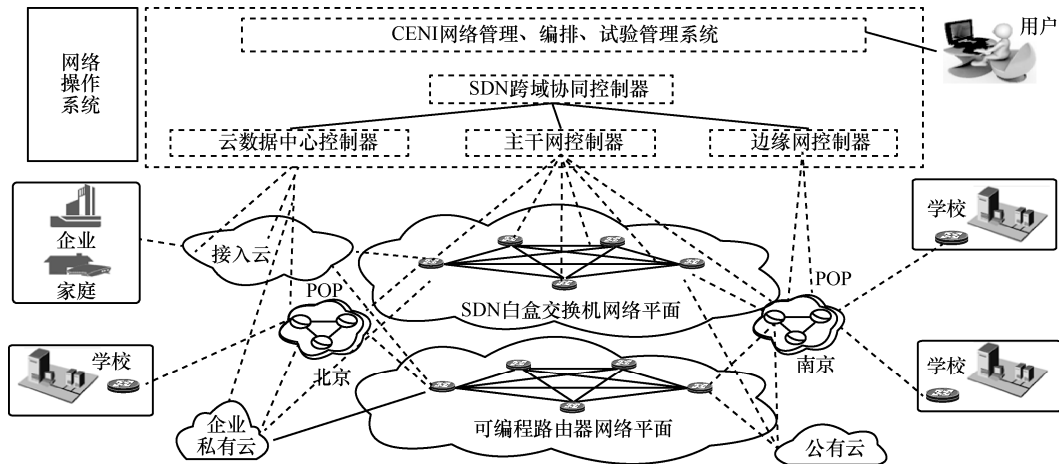 CENI网络管理、编排、试验管理系统
用户
网络
操作
系统
SDN跨域协同控制器
云数据中心控制器
主干网控制器
边缘网控制器
企业
家庭
接入云
学校
POP
POP
SDN白盒交换机网络平面
学校
北京
南京
学校
企业
私有云
可编程路由器网络平面
公有云